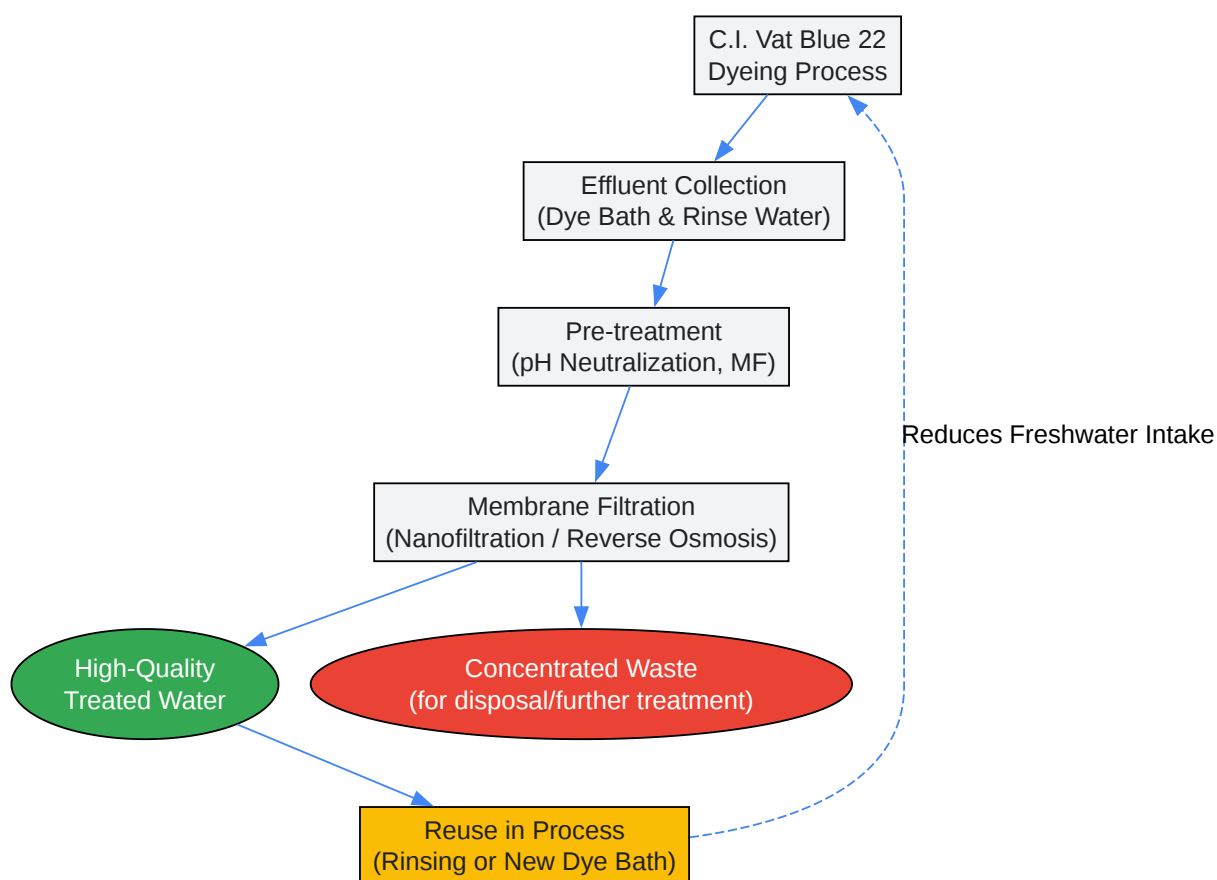 C.I. Vat Blue 22
Dyeing Process
Effluent Collection
(Dye Bath & Rinse Water)
Pre-treatment
(pH Neutralization, MF)
Reduces Freshwater Intake
Membrane Filtration
(Nanofiltration / Reverse Osmosis)
High-Quality
Treated Water
Concentrated Waste
(for disposal/further treatment)
Reuse in Process
(Rinsing or New Dye Bath)